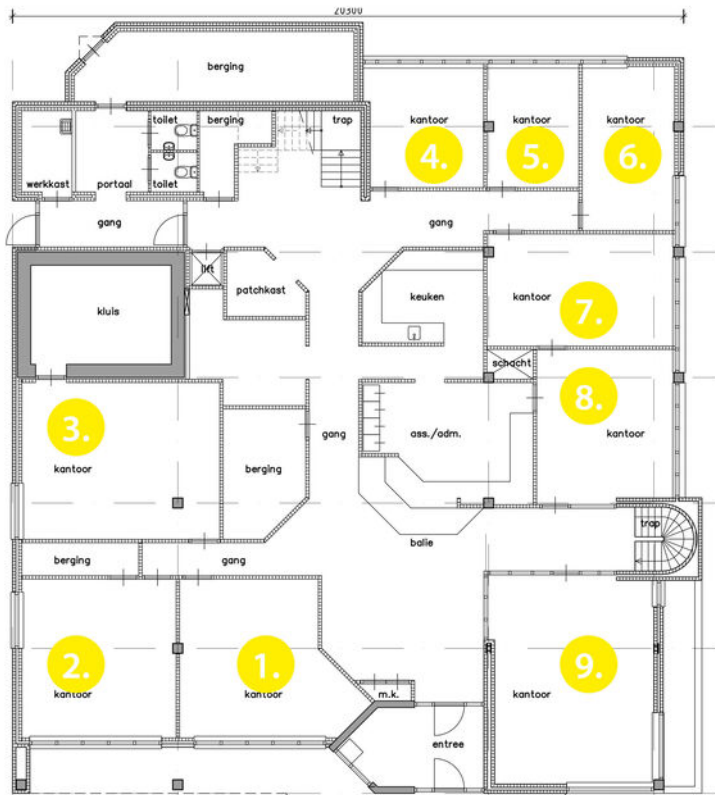 20300
berging
toilet
berging
trap
kantoor
kantoor
kantoor
4.
5.
6.
werkkast
portaal
toilet
gang
gang
lift
patchkast
keuken
kantoor
7.
kluis
schacht
3.
8.
kantoor
gang
ass./adm.
kantoor
berging
trap
balie
berging
gang
2.
1.
9.
kantoor
kantoor
m.k.
kantoor
entree